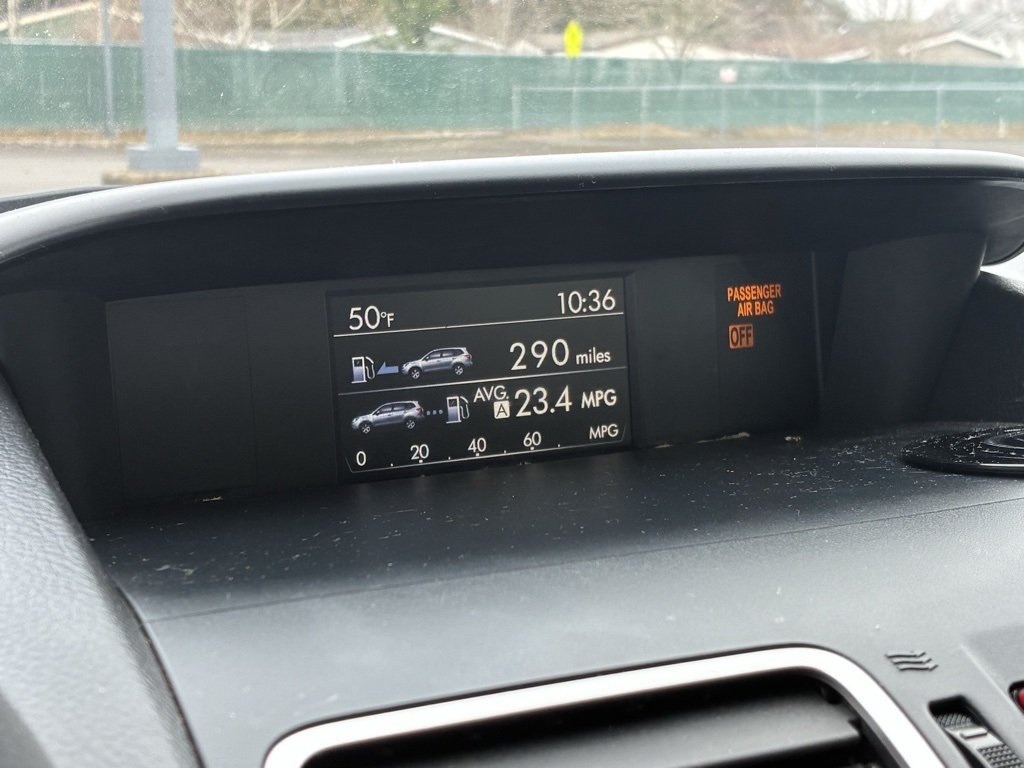 50°F 10:36
290 miles
AVG.
A 23.4 MPG
0 20 40 60 MPG
PASSENGER
AIR BAG
OFF